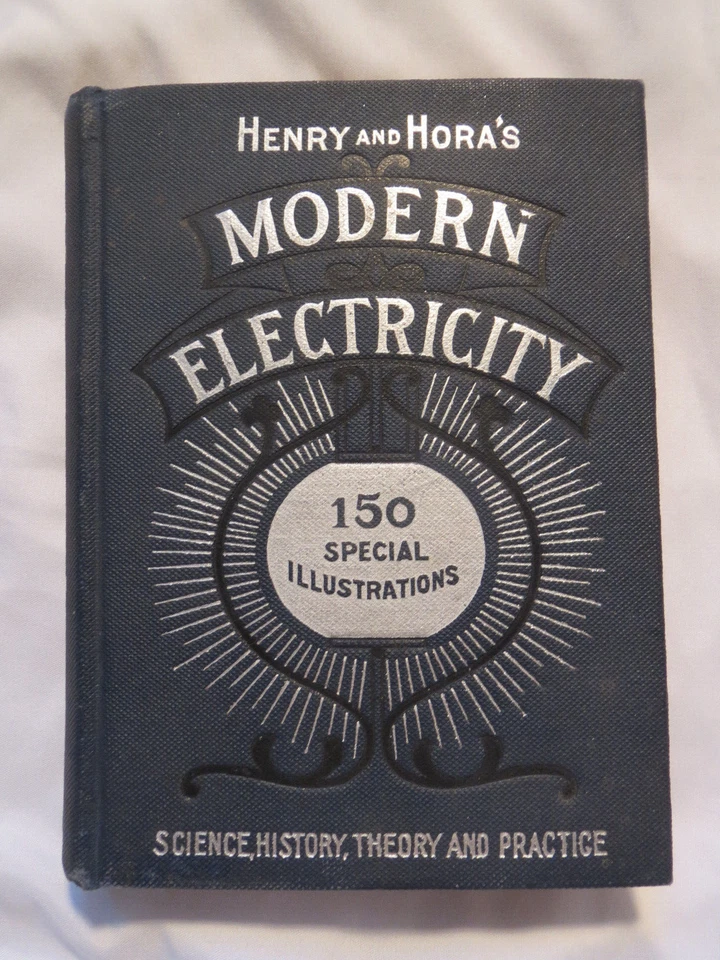 HENRY AND HORA'S
MODERN
ELECTRICITY
150
SPECIAL
ILLUSTRATIONS
SCIENCE, HISTORY, THEORY AND PRACTICE